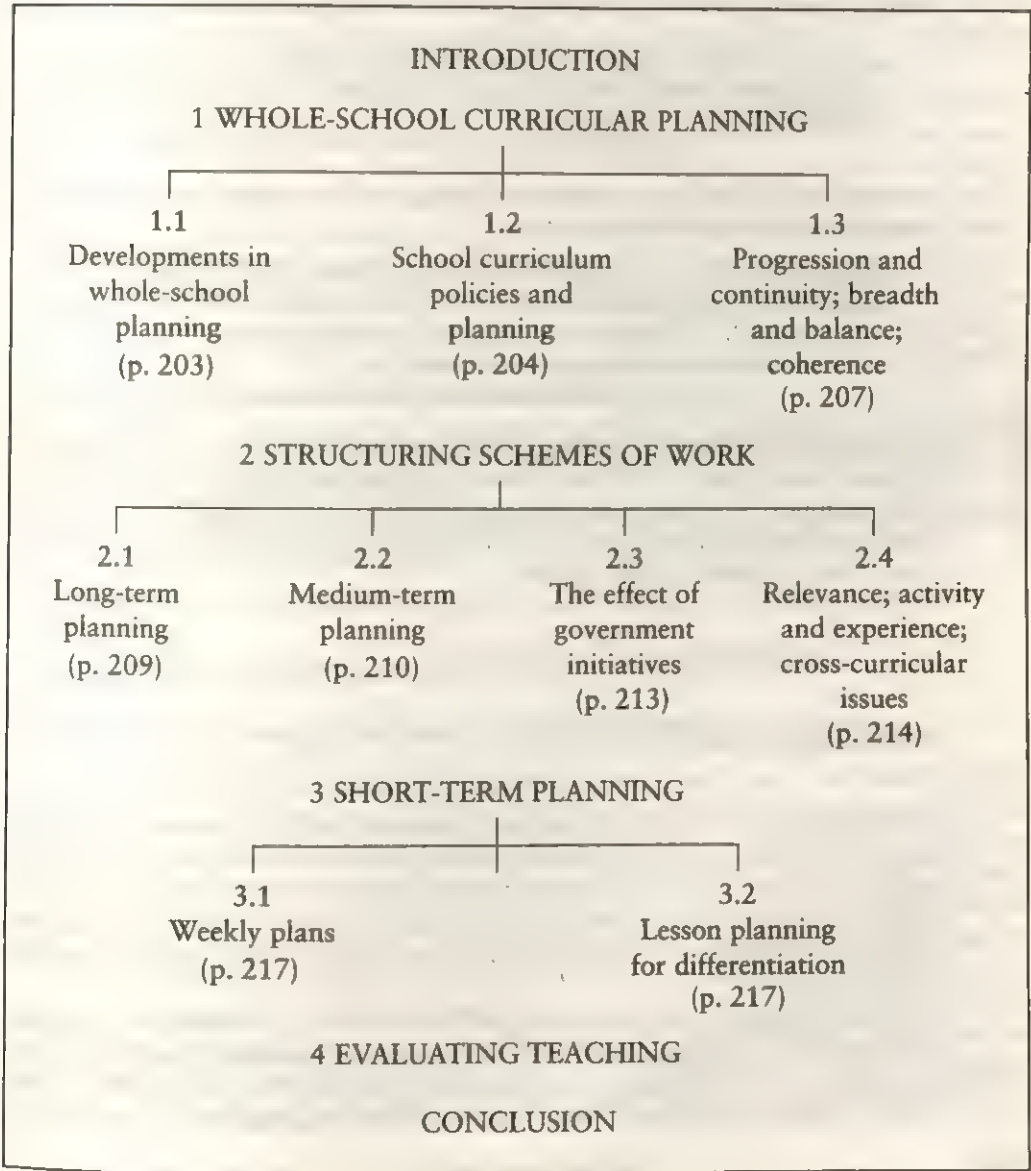 INTRODUCTION
1 WHOLE-SCHOOL CURRICULAR PLANNING
1.1
Developments in
whole-school
planning
(p. 203)
1.2
School curriculum
policies and
planning
(p. 204)
1.3
Progression and
continuity; breadth
and balance;
coherence
(p. 207)
2 STRUCTURING SCHEMES OF WORK
2.1
Long-term
planning
(p. 209)
2.2
Medium-term
planning
(p. 210)
2.3
The effect of
government
initiatives
(p. 213)
2.4
Relevance; activity
and experience;
cross-curricular
issues
(p. 214)
3 SHORT-TERM PLANNING
3.1
Weekly plans
(p. 217)
3.2
Lesson planning
for differentiation
(p. 217)
4 EVALUATING TEACHING
CONCLUSION